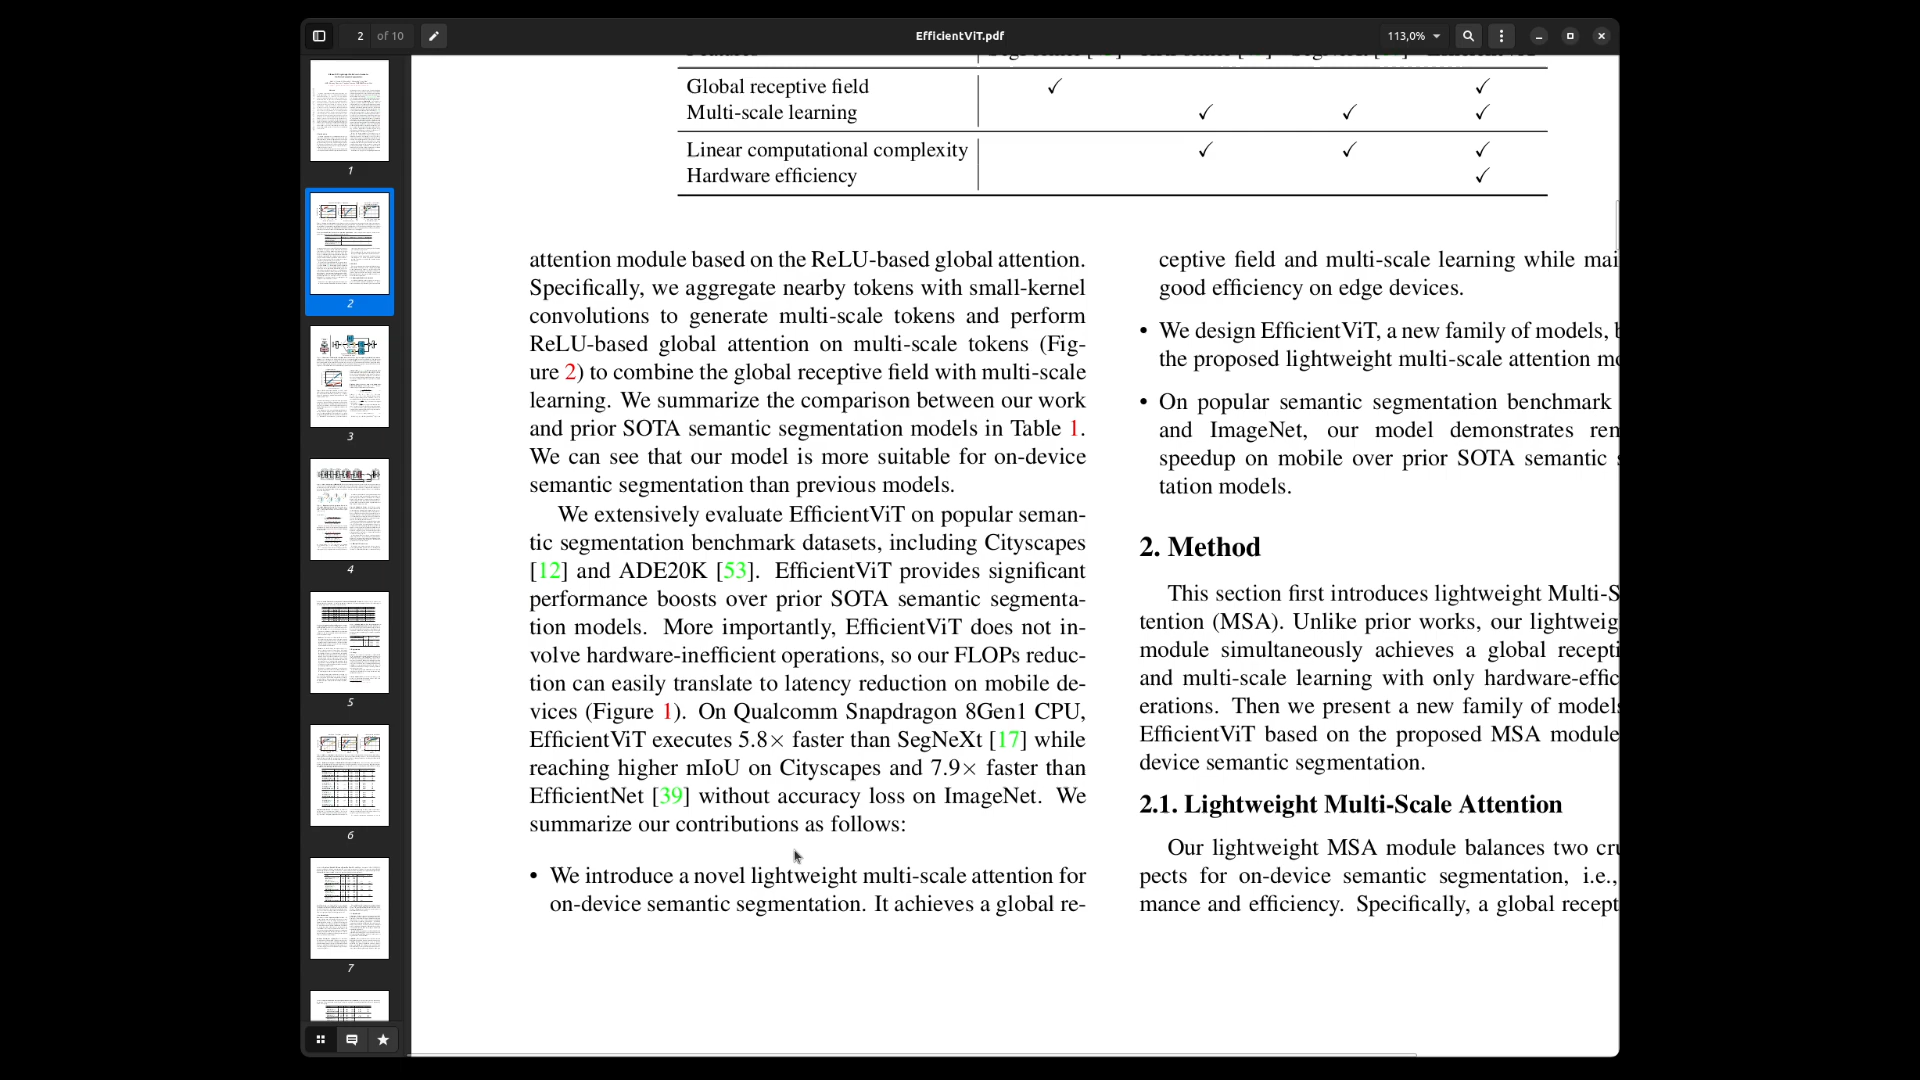 2 of 10
EfficientViT.pdf
113,0%
Global receptive field ✓ ✓
Multi-scale learning ✓ ✓ ✓
Linear computational complexity ✓ ✓ ✓
Hardware efficiency ✓
attention module based on the ReLU-based global attention.
Specifically, we aggregate nearby tokens with small-kernel
convolutions to generate multi-scale tokens and perform
ReLU-based global attention on multi-scale tokens (Fig-
ure 2) to combine the global receptive field with multi-scale
learning. We summarize the comparison between our work
and prior SOTA semantic segmentation models in Table 1.
We can see that our model is more suitable for on-device
semantic segmentation than previous models.
We extensively evaluate EfficientViT on popular seman-
tic segmentation benchmark datasets, including Cityscapes
[12] and ADE20K [53]. EfficientViT provides significant
performance boosts over prior SOTA semantic segmenta-
tion models. More importantly, EfficientViT does not in-
volve hardware-inefficient operations, so our FLOPs reduc-
tion can easily translate to latency reduction on mobile de-
vices (Figure 1). On Qualcomm Snapdragon 8Gen1 CPU,
EfficientViT executes 5.8× faster than SegNeXt [17] while
reaching higher mIoU on Cityscapes and 7.9× faster than
EfficientNet [39] without accuracy loss on ImageNet. We
summarize our contributions as follows:
• We introduce a novel lightweight multi-scale attention for
on-device semantic segmentation. It achieves a global re-
ceptive field and multi-scale learning while mai
good efficiency on edge devices.
• We design EfficientViT, a new family of models, b
the proposed lightweight multi-scale attention mo
• On popular semantic segmentation benchmark
and ImageNet, our model demonstrates rem
speedup on mobile over prior SOTA semantic s
tation models.
2. Method
This section first introduces lightweight Multi-S
tention (MSA). Unlike prior works, our lightweig
module simultaneously achieves a global recepti
and multi-scale learning with only hardware-effic
erations. Then we present a new family of models
EfficientViT based on the proposed MSA module
device semantic segmentation.
2.1. Lightweight Multi-Scale Attention
Our lightweight MSA module balances two cru
pects for on-device semantic segmentation, i.e.,
mance and efficiency. Specifically, a global recept
1
2
3
4
5
6
7